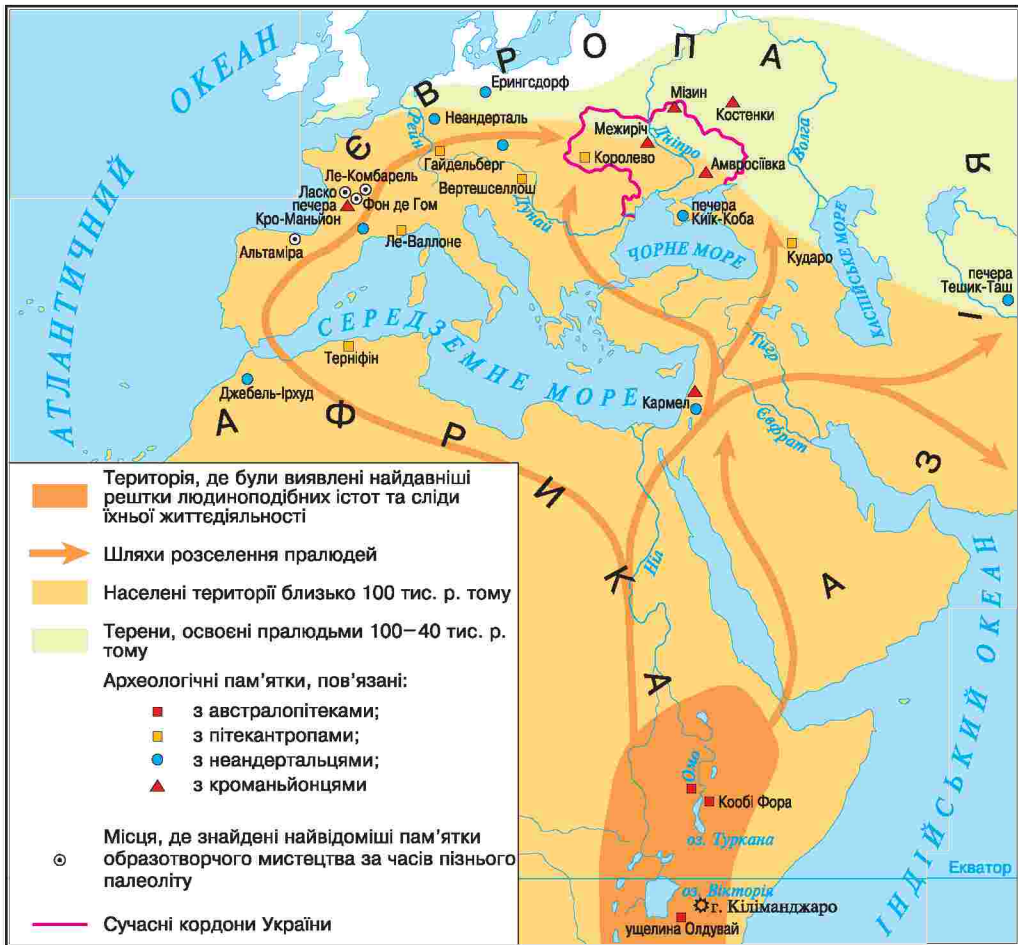 ОКЕАН
АТЛАНТИЧНИЙ
ЄВРОПА
Ерингсдорф
Неандерталь
Рейн
Гайдельберг
Вертешселлош
Дунай
Ле-Комбарель
Ласко
печера
Фон де Гом
Кро-Маньйон
Альтаміра
Ле-Валлоне
Мізин
Костенки
Межиріч
Дніпро
Королево
Амвросіївка
Волга
печера
Киїк-Коба
ЧОРНЕ МОРЕ
Кударо
КАСПІЙСЬКЕ МОРЕ
печера
Тешик-Таш
СЕРЕДЗЕМНЕ МОРЕ
Терніфін
Джебель-Ірхуд
Кармел
Тигр
Євфрат
АФРИКА
АЗІЯ
Ніл
Омо
Кообі Фора
оз. Туркана
оз. Вікторія
г. Кіліманджаро
ущелина Олдувай
Екватор
ІНДІЙСЬКИЙ ОКЕАН
Територія, де були виявлені найдавніші
рештки людиноподібних істот та сліди
їхньої життєдіяльності
Шляхи розселення пралюдей
Населені території близько 100 тис. р. тому
Терени, освоєні пралюдьми 100–40 тис. р.
тому
Археологічні пам'ятки, пов'язані:
з австралопітеками;
з пітекантропами;
з неандертальцями;
з кроманьйонцями
Місця, де знайдені найвідоміші пам'ятки
образотворчого мистецтва за часів пізнього
палеоліту
Сучасні кордони України